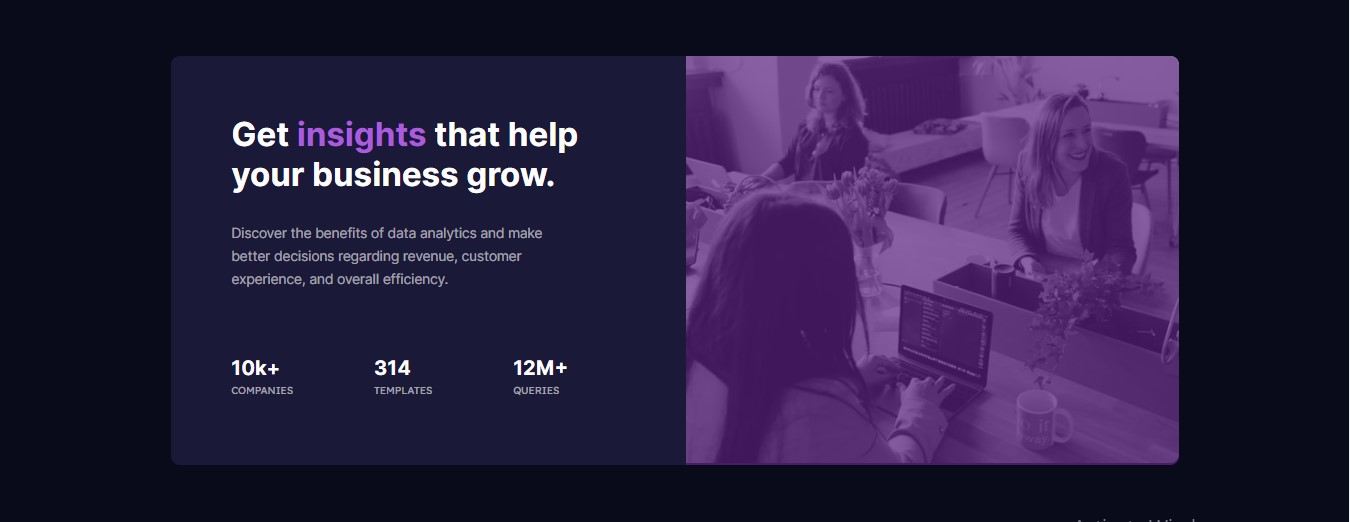 Get insights that help
your business grow.
Discover the benefits of data analytics and make
better decisions regarding revenue, customer
experience, and overall efficiency.
10k+ 314 12M+
COMPANIES TEMPLATES QUERIES